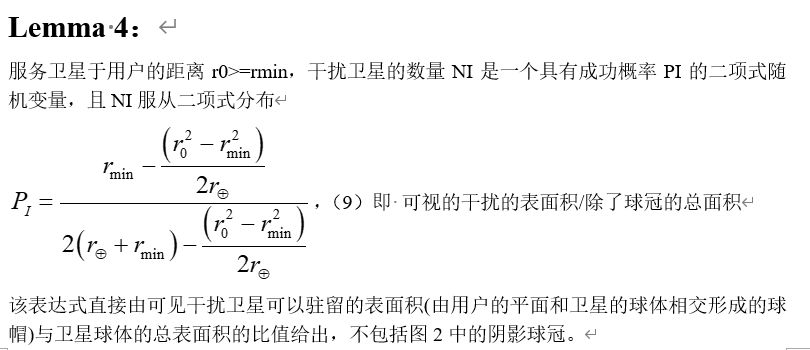 Lemma·4：
服务卫星于用户的距离 r0>=rmin，干扰卫星的数量 NI 是一个具有成功概率 PI 的二项式随
机变量，且 NI 服从二项式分布
P_I = \frac{r_{\min} - \frac{(r_0^2 - r_{\min}^2)}{2r_\oplus}}{2(r_\oplus + r_{\min}) - \frac{(r_0^2 - r_{\min}^2)}{2r_\oplus}}，（9）即·可视的干扰的表面积/除了球冠的总面积
该表达式直接由可见干扰卫星可以驻留的表面积(由用户的平面和卫星的球体相交形成的球
帽)与卫星球体的总表面积的比值给出，不包括图 2 中的阴影球冠。